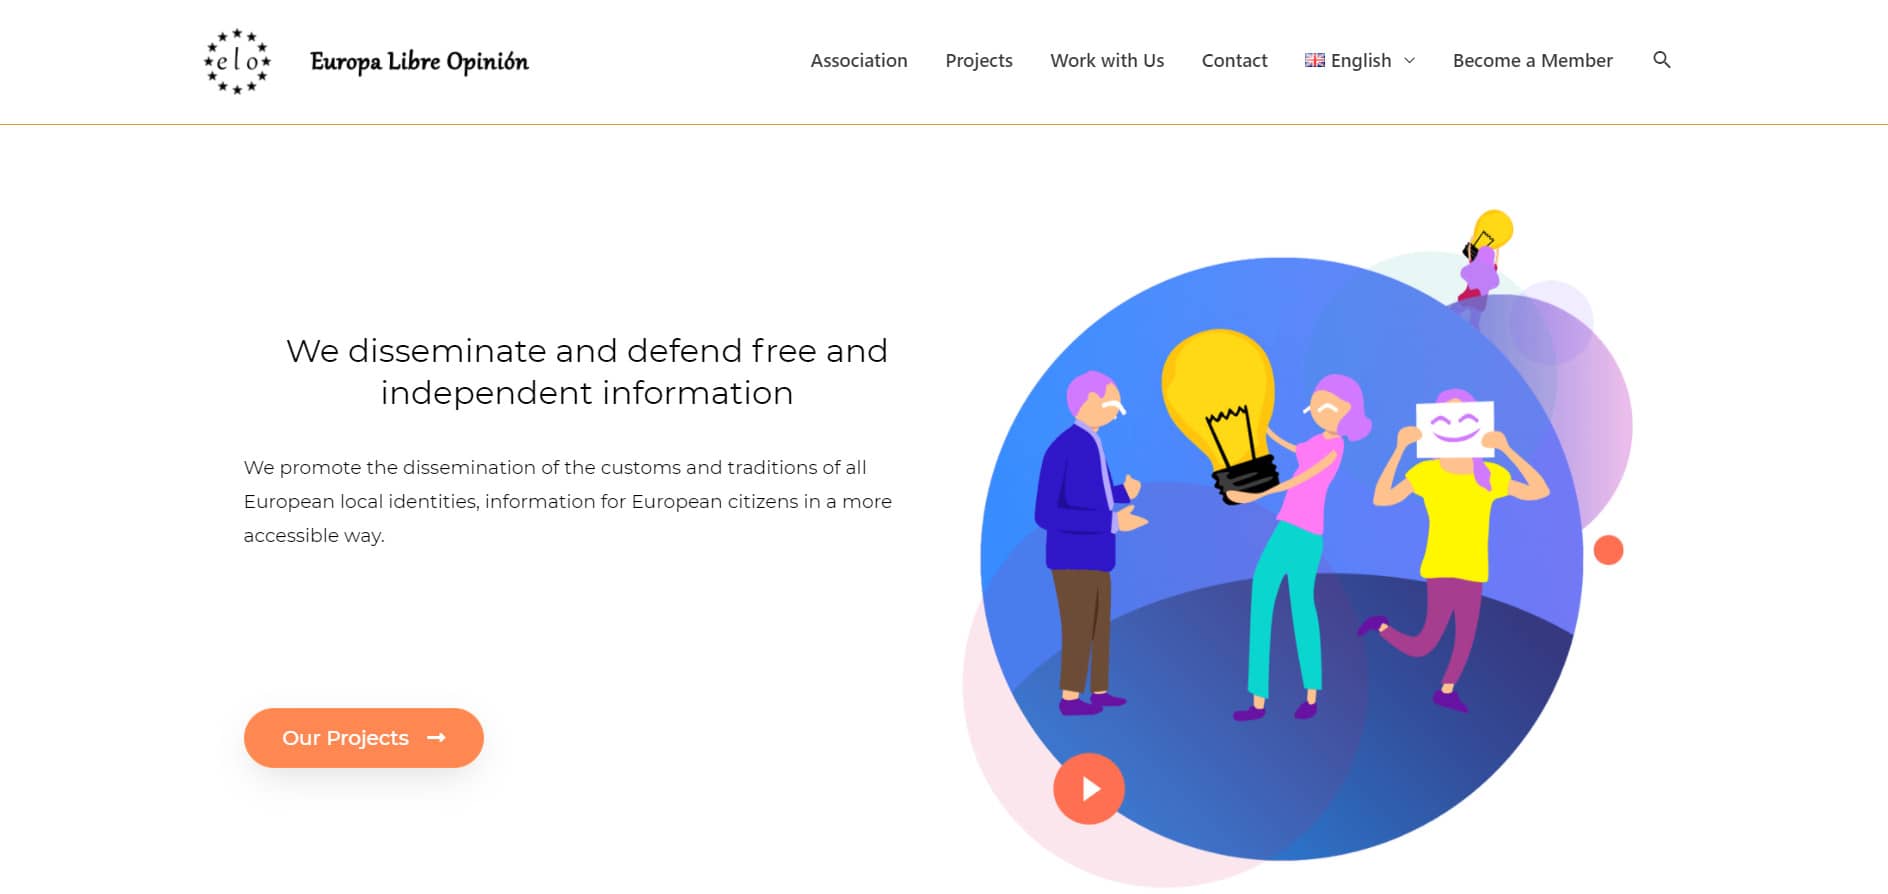 elo
Europa Libre Opinión
Association Projects Work with Us Contact English Become a Member
We disseminate and defend free and
independent information
We promote the dissemination of the customs and traditions of all
European local identities, information for European citizens in a more
accessible way.
Our Projects